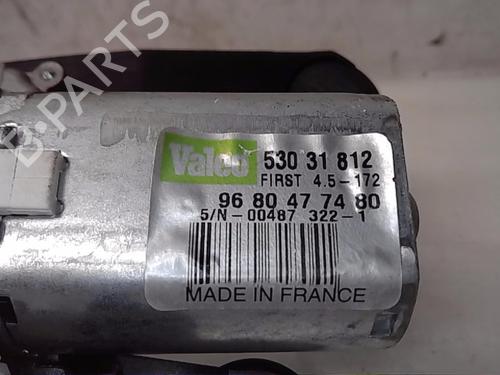 Valeo 530 31 812
FIRST 4.5-172
96 80 47 74 80
S/N-00487 322-1
MADE IN FRANCE
B-PARTS